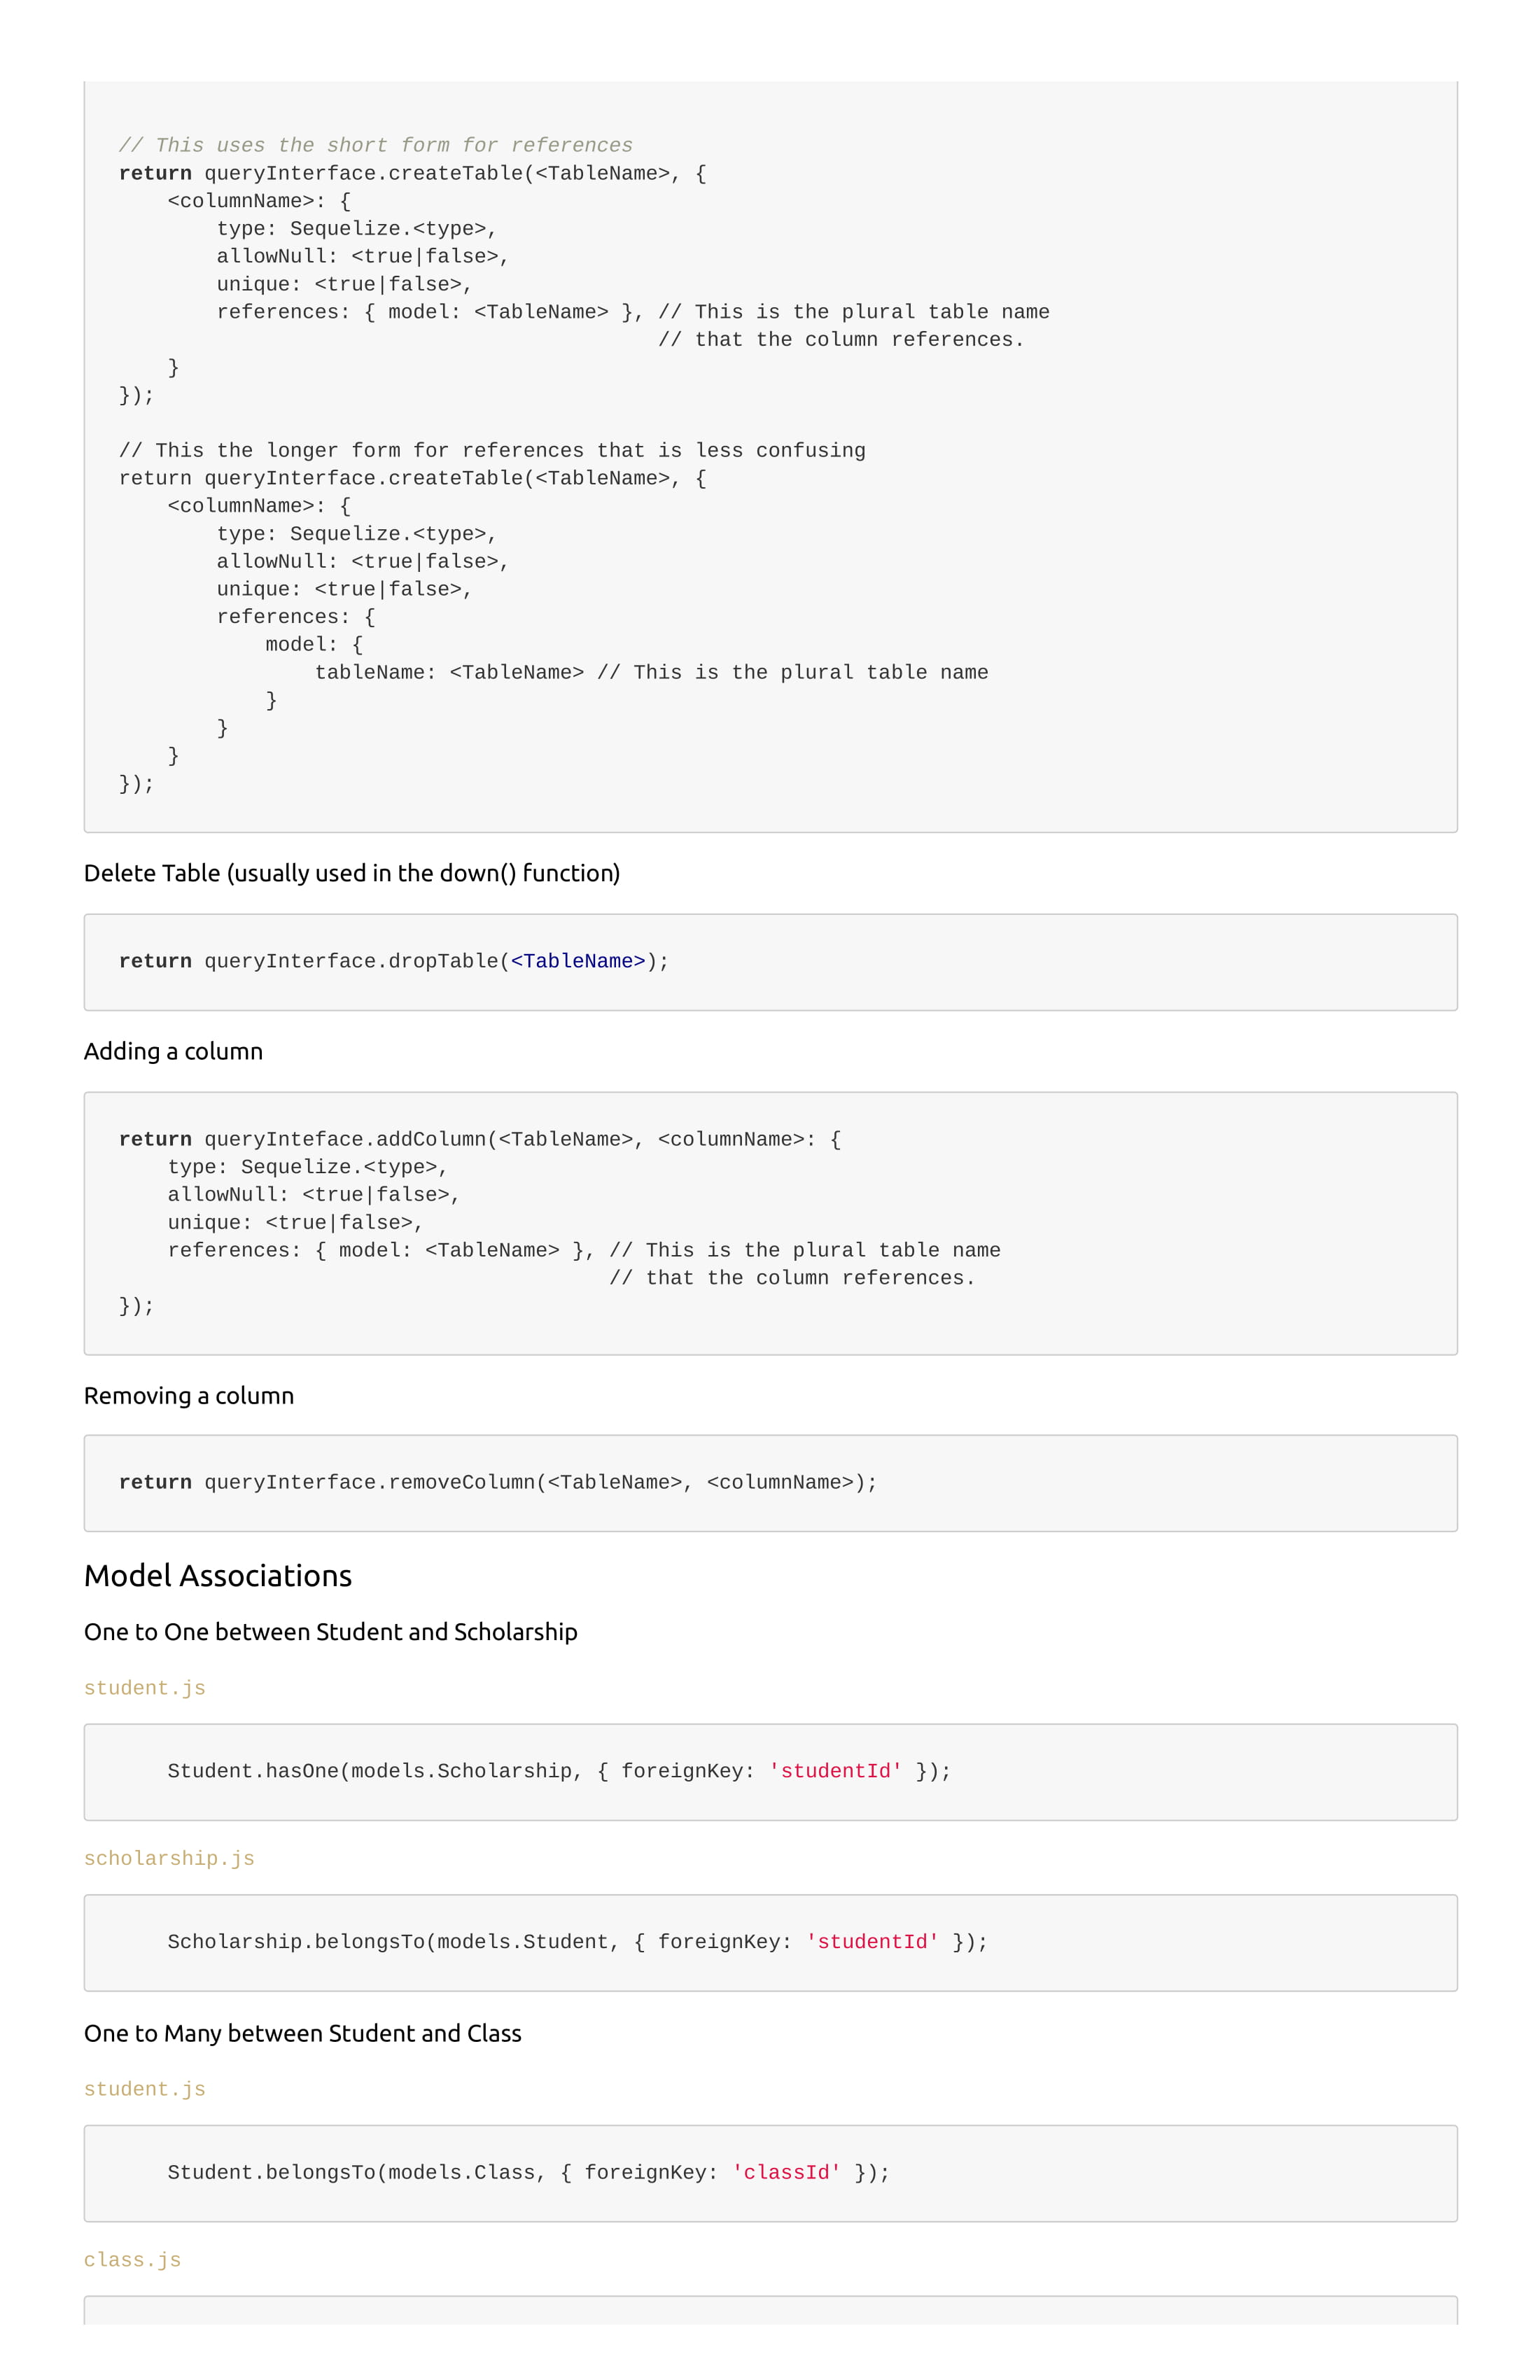 // This uses the short form for references
return queryInterface.createTable(<TableName>, {
    <columnName>: {
        type: Sequelize.<type>,
        allowNull: <true|false>,
        unique: <true|false>,
        references: { model: <TableName> }, // This is the plural table name
                                            // that the column references.
    }
});

// This the longer form for references that is less confusing
return queryInterface.createTable(<TableName>, {
    <columnName>: {
        type: Sequelize.<type>,
        allowNull: <true|false>,
        unique: <true|false>,
        references: {
            model: {
                tableName: <TableName> // This is the plural table name
            }
        }
    }
});
Delete Table (usually used in the down() function)
return queryInterface.dropTable(<TableName>);
Adding a column
return queryInteface.addColumn(<TableName>, <columnName>: {
    type: Sequelize.<type>,
    allowNull: <true|false>,
    unique: <true|false>,
    references: { model: <TableName> }, // This is the plural table name
                                        // that the column references.
});
Removing a column
return queryInterface.removeColumn(<TableName>, <columnName>);
Model Associations
One to One between Student and Scholarship
student.js
    Student.hasOne(models.Scholarship, { foreignKey: 'studentId' });
scholarship.js
    Scholarship.belongsTo(models.Student, { foreignKey: 'studentId' });
One to Many between Student and Class
student.js
    Student.belongsTo(models.Class, { foreignKey: 'classId' });
class.js